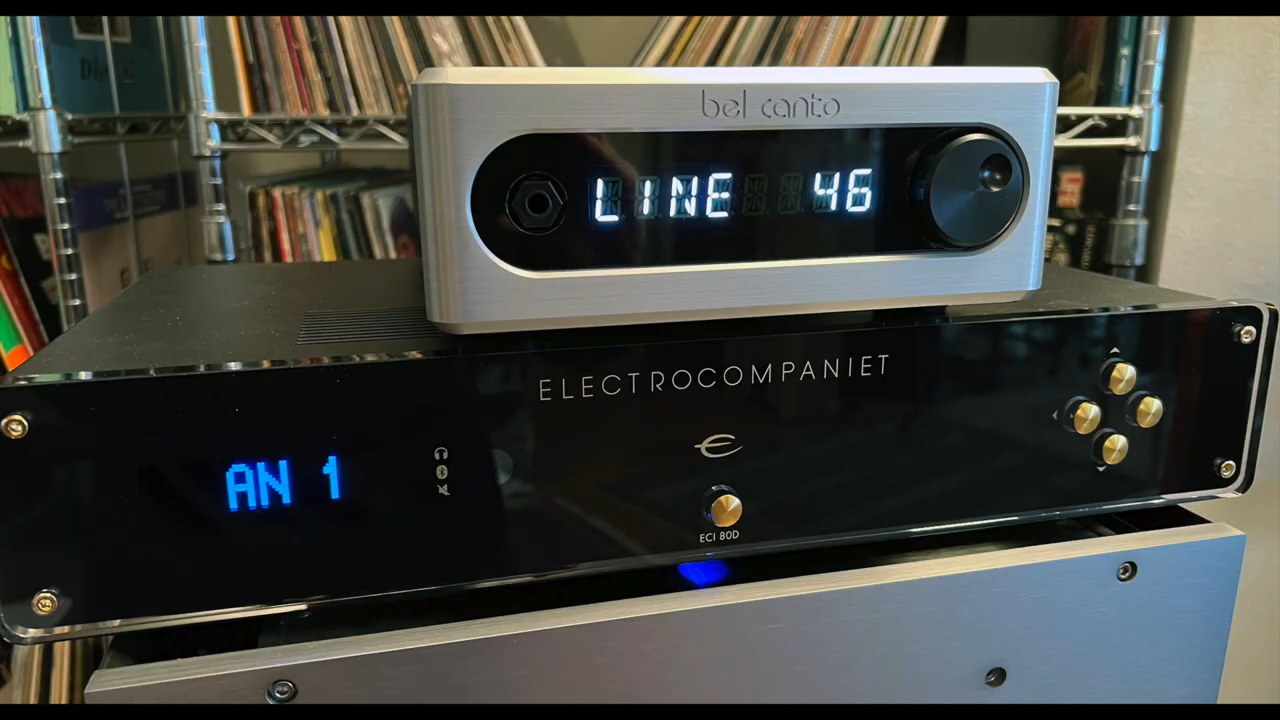 bel canto
LINE 46
ELECTROCOMPANIET
AN 1
ECI 80D